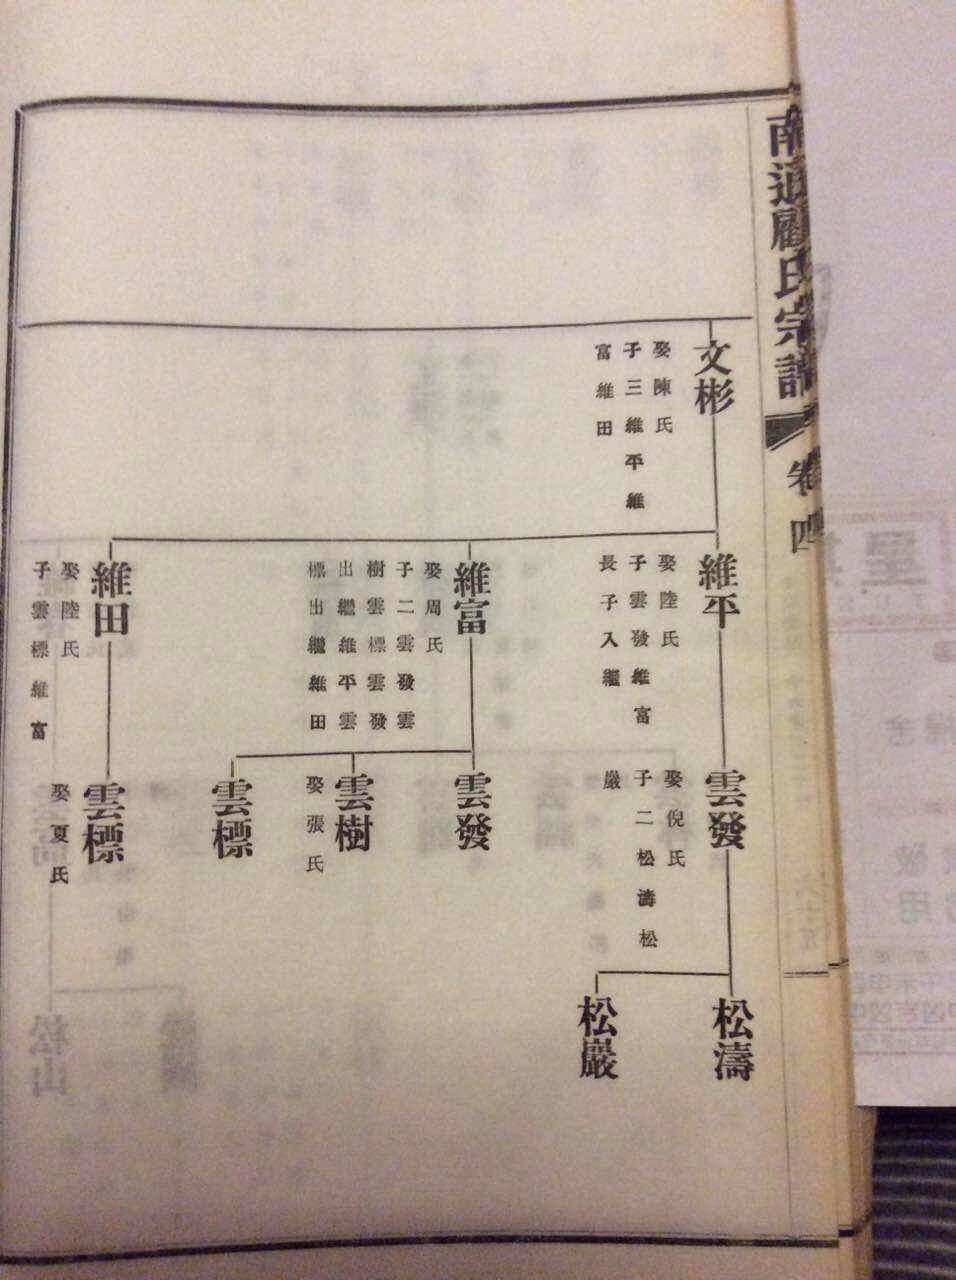 南通顧氏宗譜
卷四
文彬
娶陳氏
子三維平維
富維田
維平
娶陸氏
子雲發維富
長子入繼
維富
娶周氏
子二雲發雲
樹雲標雲發
出繼維平雲
標出繼維田
維田
娶陸氏
子雲標維富
雲發
娶倪氏
子二松濤松
巖
雲發
雲樹
娶張氏
雲標
雲標
娶夏氏
松濤
松巖